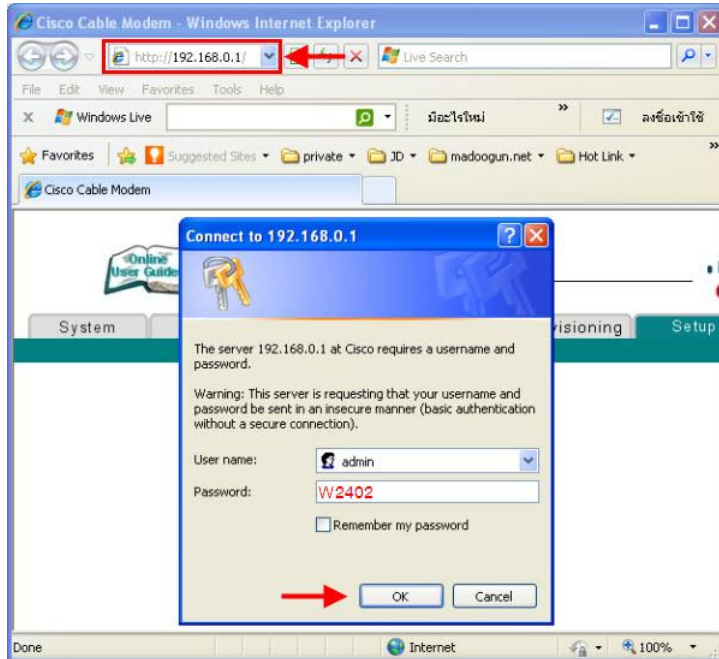 Cisco Cable Modem - Windows Internet Explorer
http://192.168.0.1/
Live Search
File Edit View Favorites Tools Help
x Windows Live
มีอะไรใหม่ »
ลงชื่อเข้าใช้
Favorites Suggested Sites private JD madoogun.net Hot Link »
Cisco Cable Modem
Online
User Guide
System
visioning
Setup
Connect to 192.168.0.1
The server 192.168.0.1 at Cisco requires a username and
password.
Warning: This server is requesting that your username and
password be sent in an insecure manner (basic authentication
without a secure connection).
User name: admin
Password: W2402
Remember my password
OK Cancel
Done Internet 100%